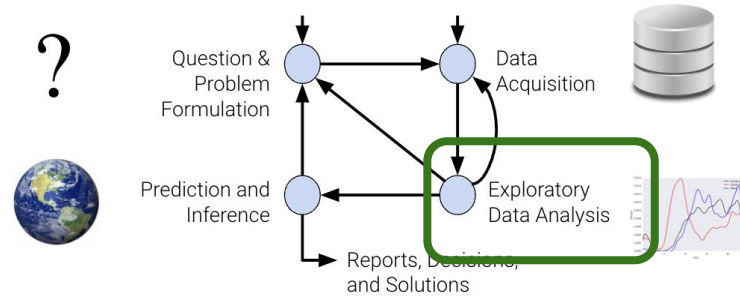 ?
Question &
Problem
Formulation
Data
Acquisition
Prediction and
Inference
Exploratory
Data Analysis
Reports, Decisions,
and Solutions